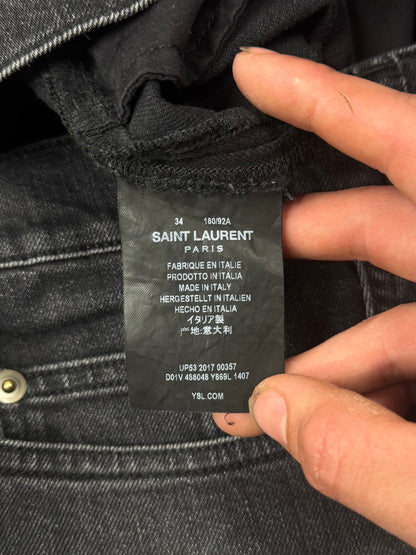 34 180/92A
SAINT LAURENT
PARIS
FABRIQUE EN ITALIE
PRODOTTO IN ITALIA
MADE IN ITALY
HERGESTELLT IN ITALIEN
HECHO EN ITALIA
イタリア製
产地:意大利
UP53 2017 00357
D01V 488048 Y869L 1407
YSL.COM